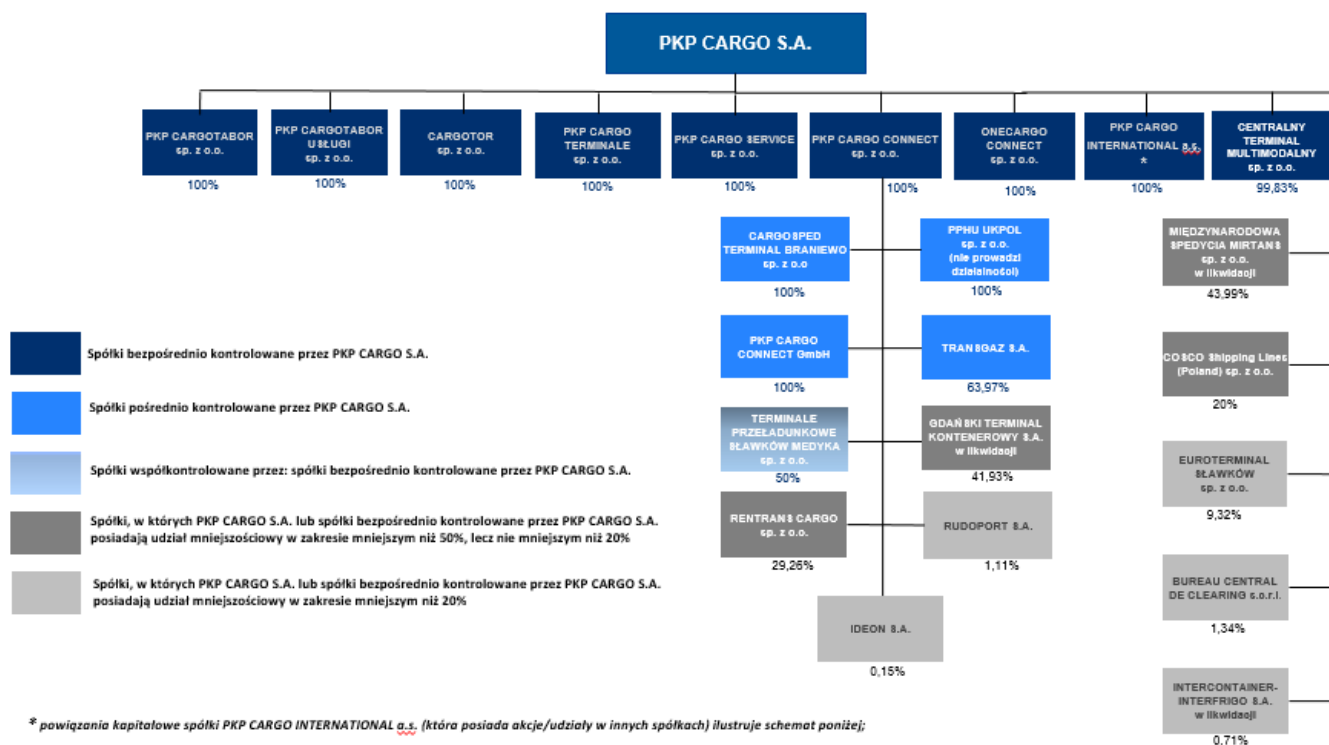 PKP CARGO S.A.
PKP CARGOTABOR
sp. z o.o.
100%
PKP CARGOTABOR
USŁUGI
sp. z o.o.
100%
CARGOTOR
sp. z o.o.
100%
PKP CARGO
TERMINALE
sp. z o.o.
100%
PKP CARGO SERVICE
sp. z o.o.
100%
PKP CARGO CONNECT
sp. z o.o.
100%
ONECARGO
CONNECT
sp. z o.o.
100%
PKP CARGO
INTERNATIONAL a.s.
*
100%
CENTRALNY
TERMINAL
MULTIMODALNY
sp. z o.o.
99,83%
CARGOSPED
TERMINAL BRANIEWO
sp. z o.o
100%
PPHU UKPOL
sp. z o.o.
(nie prowadzi
działalności)
100%
MIĘDZYNARODOWA
SPEDYCJA MIRTANS
sp. z o.o.
w likwidacji
43,99%
PKP CARGO
CONNECT GmbH
100%
TRANSGAZ S.A.
63,97%
COSCO Shipping Lines
(Poland) sp. z o.o.
20%
TERMINALE
PRZEŁADUNKOWE
SŁAWKÓW MEDYKA
sp. z o.o.
50%
GDAŃSKI TERMINAL
KONTENEROWY S.A.
w likwidacji
41,93%
EUROTERMINAL
SŁAWKÓW
sp. z o.o.
9,32%
RENTRANS CARGO
sp. z o.o.
29,26%
RUDOPORT S.A.
1,11%
BUREAU CENTRAL
DE CLEARING s.o.r.l.
1,34%
IDEON S.A.
0,15%
INTERCONTAINER-
INTERFRIGO S.A.
w likwidacji
0,71%
Spółki bezpośrednio kontrolowane przez PKP CARGO S.A.
Spółki pośrednio kontrolowane przez PKP CARGO S.A.
Spółki współkontrolowane przez: spółki bezpośrednio kontrolowane przez PKP CARGO S.A.
Spółki, w których PKP CARGO S.A. lub spółki bezpośrednio kontrolowane przez PKP CARGO S.A.
posiadają udział mniejszościowy w zakresie mniejszym niż 50%, lecz nie mniejszym niż 20%
Spółki, w których PKP CARGO S.A. lub spółki bezpośrednio kontrolowane przez PKP CARGO S.A.
posiadają udział mniejszościowy w zakresie mniejszym niż 20%
* powiązania kapitałowe spółki PKP CARGO INTERNATIONAL a.s. (która posiada akcje/udziały w innych spółkach) ilustruje schemat poniżej;